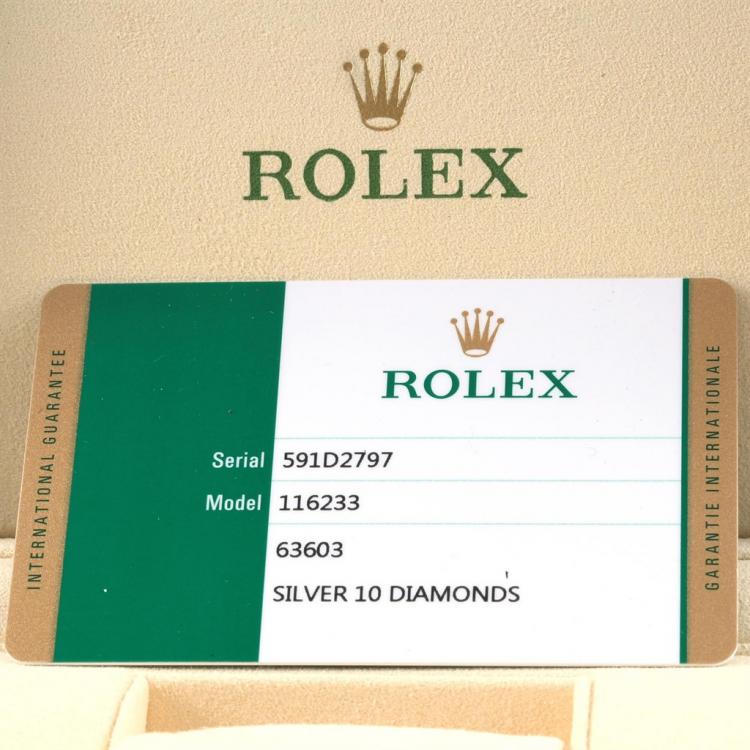 ROLEX
ROLEX
INTERNATIONAL GUARANTEE
Serial 591D2797
Model 116233
63603
SILVER 10 DIAMONDS
GARANTIE INTERNATIONALE